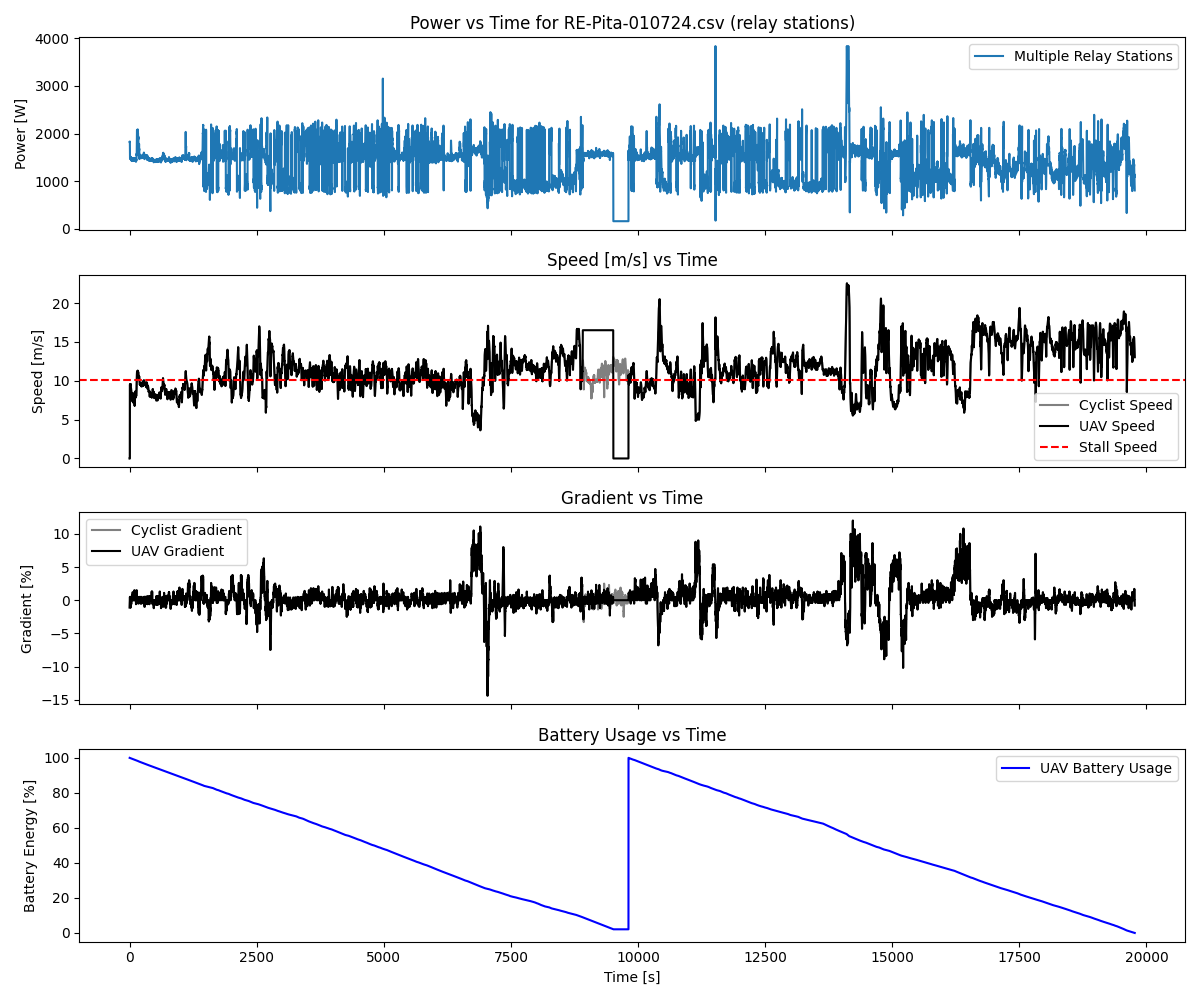 Power vs Time for RE-Pita-010724.csv (relay stations)
Power [W]
4000
3000
2000
1000
0
Multiple Relay Stations
Speed [m/s] vs Time
Speed [m/s]
20
15
10
5
0
Cyclist Speed
UAV Speed
Stall Speed
Gradient vs Time
Gradient [%]
10
5
0
−5
−10
−15
Cyclist Gradient
UAV Gradient
Battery Usage vs Time
Battery Energy [%]
100
80
60
40
20
0
UAV Battery Usage
0 2500 5000 7500 10000 12500 15000 17500 20000
Time [s]